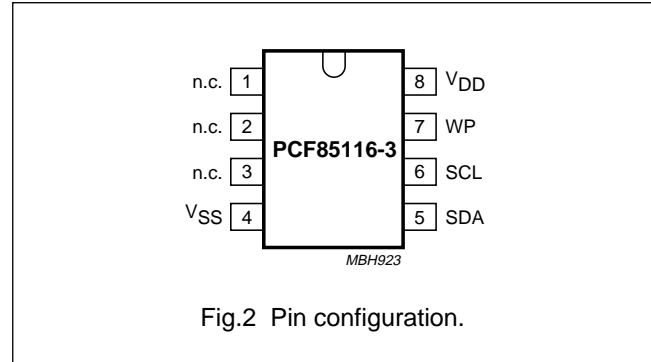 n.c. 1 8 VDD
n.c. 2 7 WP
PCF85116-3
n.c. 3 6 SCL
VSS 4 5 SDA
MBH923
Fig.2 Pin configuration.